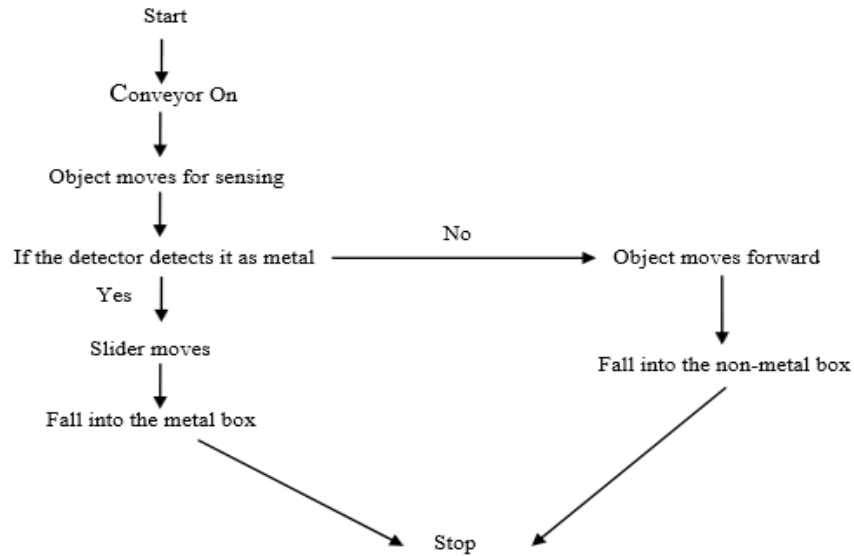 Start
Conveyor On
Object moves for sensing
If the detector detects it as metal
No
Object moves forward
Yes
Slider moves
Fall into the non-metal box
Fall into the metal box
Stop